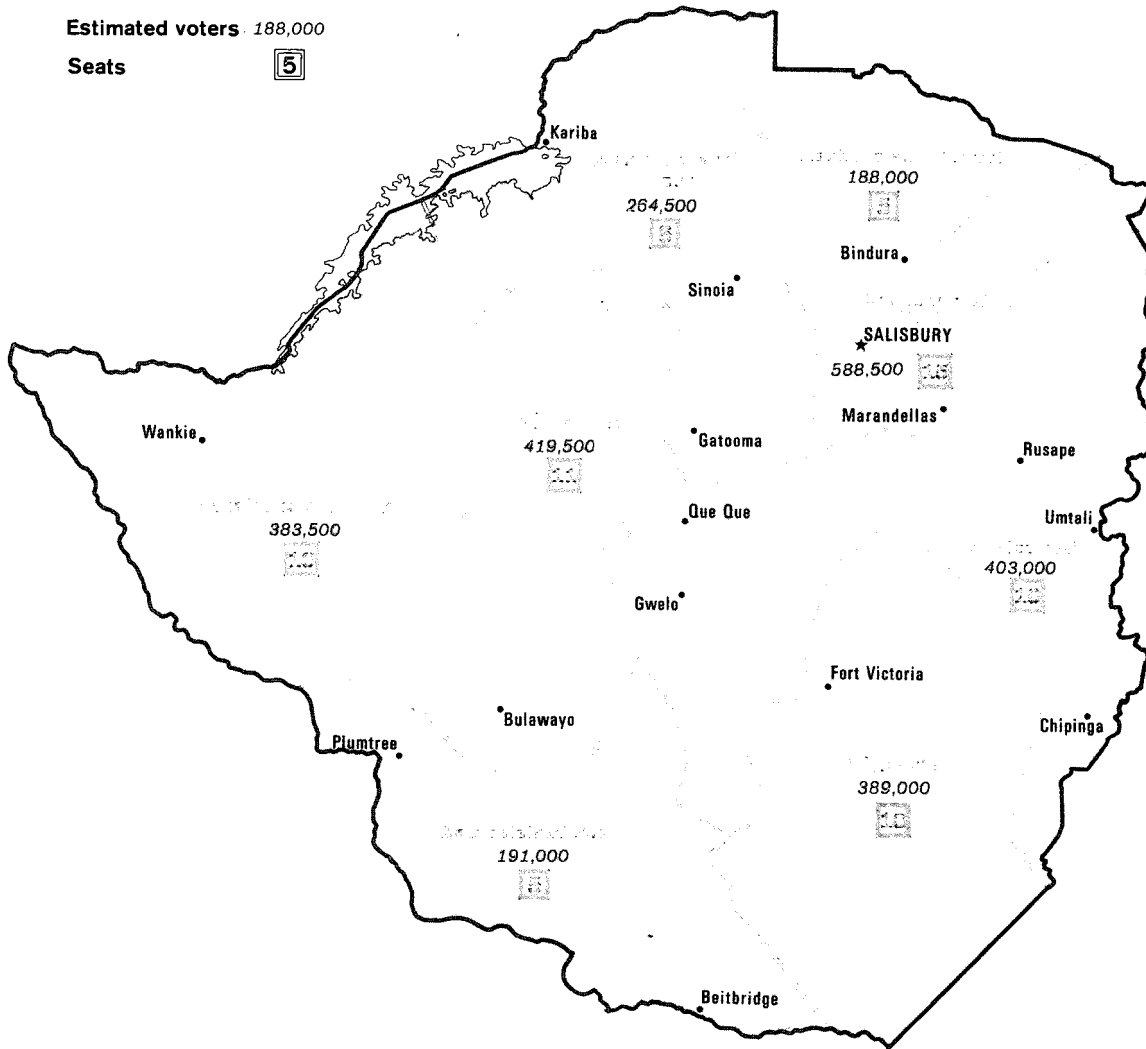 Estimated voters 188,000
Seats 5
Kariba
188,000
264,500
Bindura
Sinoia
SALISBURY
588,500
Marandellas
Wankie
419,500
11
Gatooma
Rusape
383,500
Que Que
Umtali
403,000
Gwelo
Fort Victoria
Bulawayo
Chipinga
Plumtree
389,000
191,000
Beitbridge